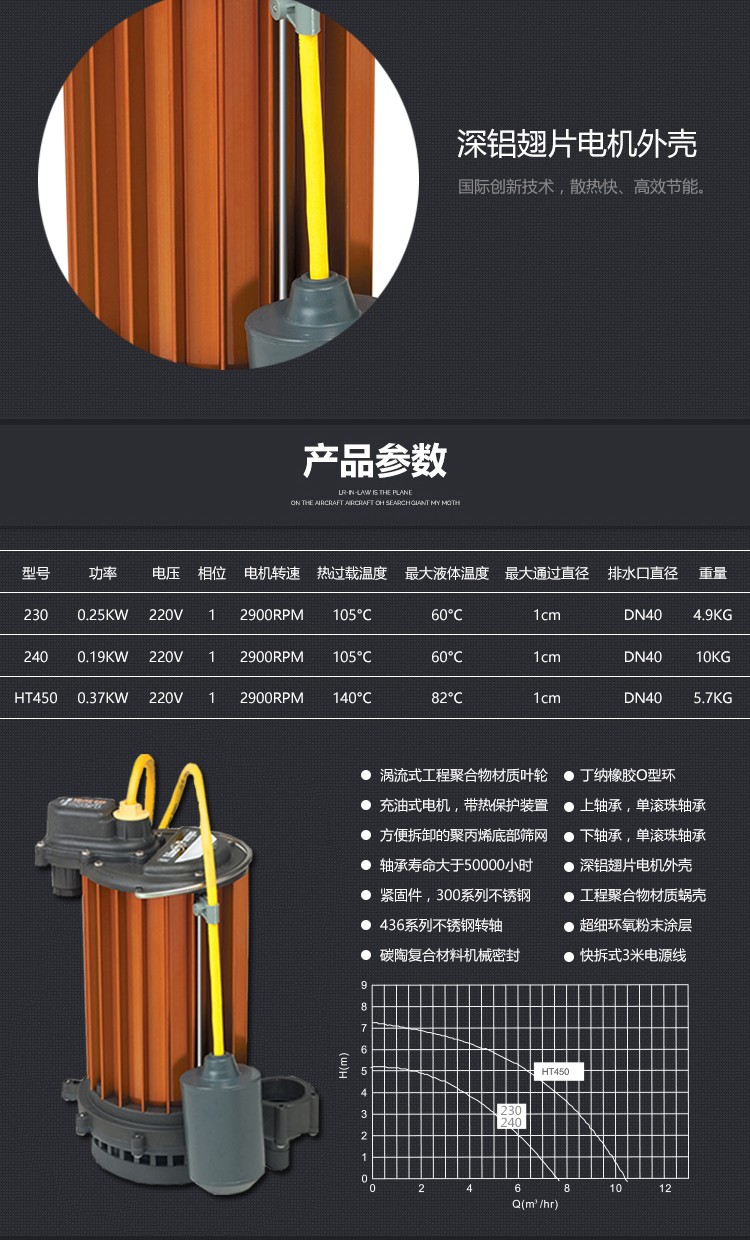 深铝翅片电机外壳
国际创新技术，散热快、高效节能。
产品参数
LR-IN-LAW IS THE PLANE
ON THE AIRCRAFT AIRCRAFT OH SEARCH GIANT MY MOTH
型号 功率 电压 相位 电机转速 热过载温度 最大液体温度 最大通过直径 排水口直径 重量
230 0.25KW 220V 1 2900RPM 105°C 60°C 1cm DN40 4.9KG
240 0.19KW 220V 1 2900RPM 105°C 60°C 1cm DN40 10KG
HT450 0.37KW 220V 1 2900RPM 140°C 82°C 1cm DN40 5.7KG
涡流式工程聚合物材质叶轮
充油式电机，带热保护装置
方便拆卸的聚丙烯底部筛网
轴承寿命大于50000小时
紧固件，300系列不锈钢
436系列不锈钢转轴
碳陶复合材料机械密封
丁纳橡胶O型环
上轴承，单滚珠轴承
下轴承，单滚珠轴承
深铝翅片电机外壳
工程聚合物材质蜗壳
超细环氧粉末涂层
快拆式3米电源线
9
8
7
6
5
4
3
2
1
0
H(m)
HT450
230
240
0 2 4 6 8 10 12
Q(m³/hr)